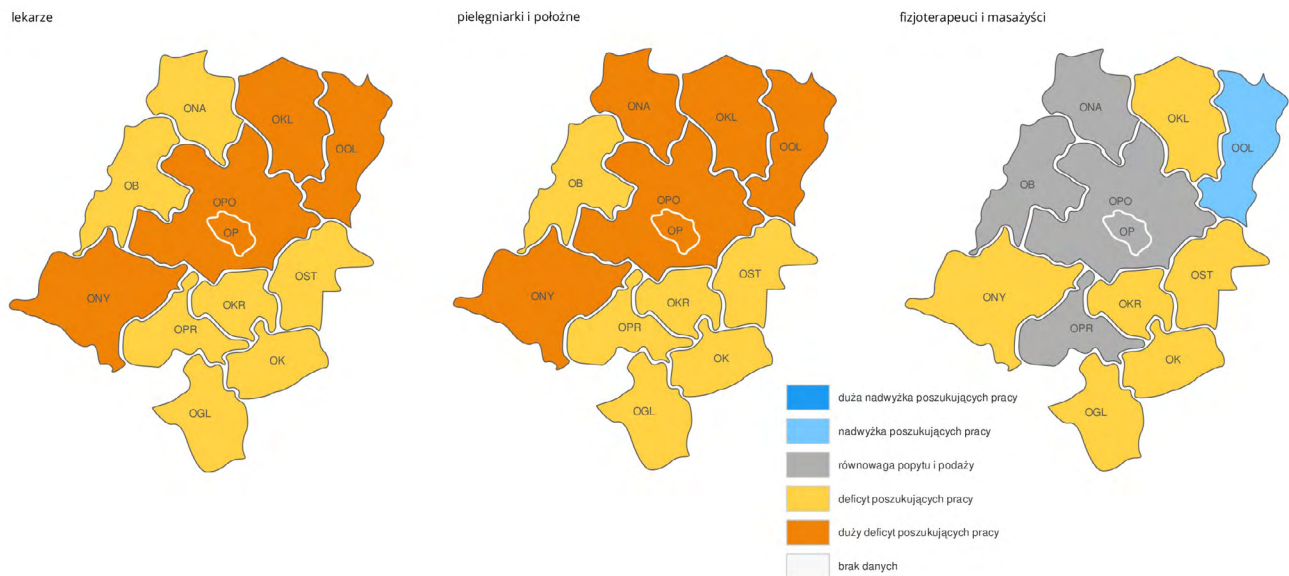 lekarze
ONA
OKL
OOL
OB
OPO
OP
OST
ONY
OKR
OPR
OK
OGL
pielęgniarki i położne
ONA
OKL
OOL
OB
OPO
OP
OST
ONY
OKR
OPR
OK
OGL
fizjoterapeuci i masażyści
ONA
OKL
OOL
OB
OPO
OP
OST
ONY
OKR
OPR
OK
OGL
duża nadwyżka poszukujących pracy
nadwyżka poszukujących pracy
równowaga popytu i podaży
deficyt poszukujących pracy
duży deficyt poszukujących pracy
brak danych